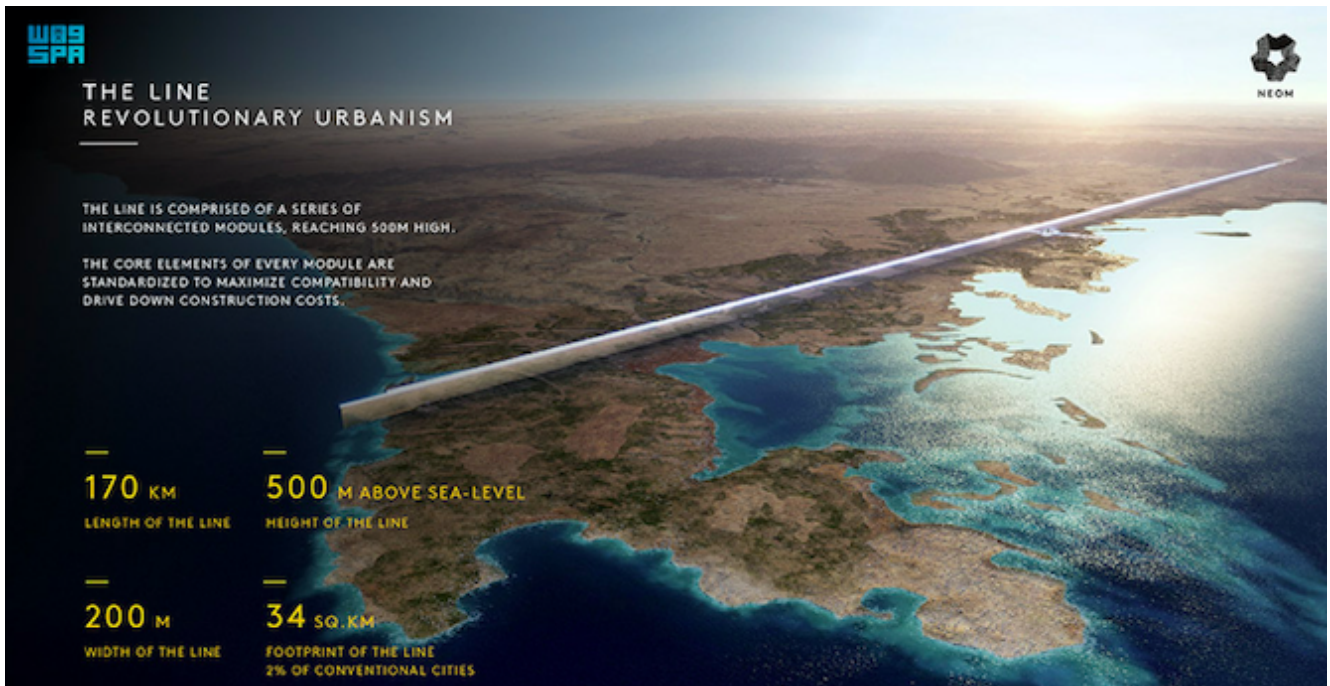 واس
SPA
NEOM
THE LINE
REVOLUTIONARY URBANISM
THE LINE IS COMPRISED OF A SERIES OF
INTERCONNECTED MODULES, REACHING 500M HIGH.
THE CORE ELEMENTS OF EVERY MODULE ARE
STANDARDIZED TO MAXIMIZE COMPATIBILITY AND
DRIVE DOWN CONSTRUCTION COSTS.
170 KM
LENGTH OF THE LINE
500 M ABOVE SEA-LEVEL
HEIGHT OF THE LINE
200 M
WIDTH OF THE LINE
34 SQ.KM
FOOTPRINT OF THE LINE
2% OF CONVENTIONAL CITIES